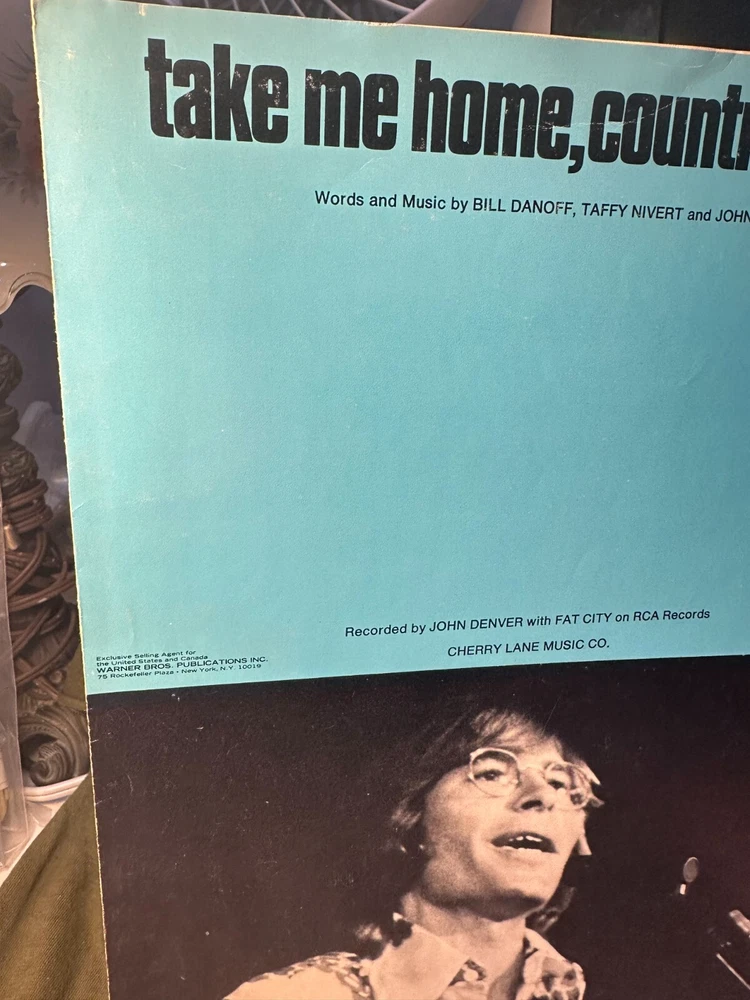 take me home, countr
Words and Music by BILL DANOFF, TAFFY NIVERT and JOHN
Recorded by JOHN DENVER with FAT CITY on RCA Records
CHERRY LANE MUSIC CO.
Exclusive Selling Agent for
the United States and Canada
WARNER BROS. PUBLICATIONS INC.
75 Rockefeller Plaza • New York, N.Y. 10019